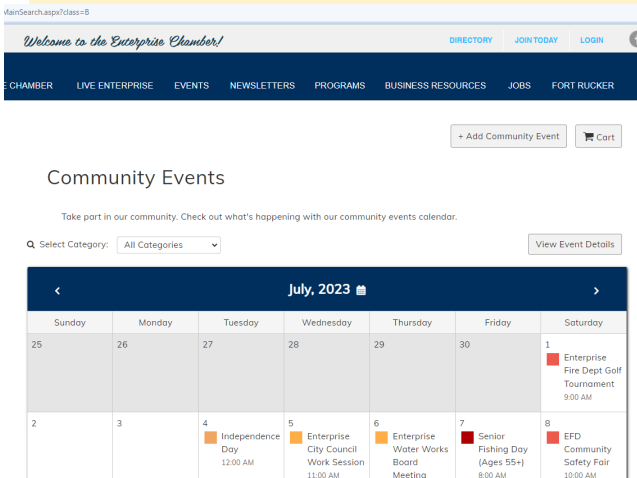 MainSearch.aspx?class=B
Welcome to the Enterprise Chamber!
DIRECTORY JOIN TODAY LOGIN
E CHAMBER LIVE ENTERPRISE EVENTS NEWSLETTERS PROGRAMS BUSINESS RESOURCES JOBS FORT RUCKER
+ Add Community Event Cart
Community Events
Take part in our community. Check out what's happening with our community events calendar.
Select Category: All Categories View Event Details
July, 2023
Sunday Monday Tuesday Wednesday Thursday Friday Saturday
25 26 27 28 29 30 1
Enterprise
Fire Dept Golf
Tournament
9:00 AM
2 3 4 5 6 7 8
Independence Enterprise Enterprise Senior EFD
Day City Council Water Works Fishing Day Community
12:00 AM Work Session Board (Ages 55+) Safety Fair
11:00 AM Meeting 8:00 AM 10:00 AM